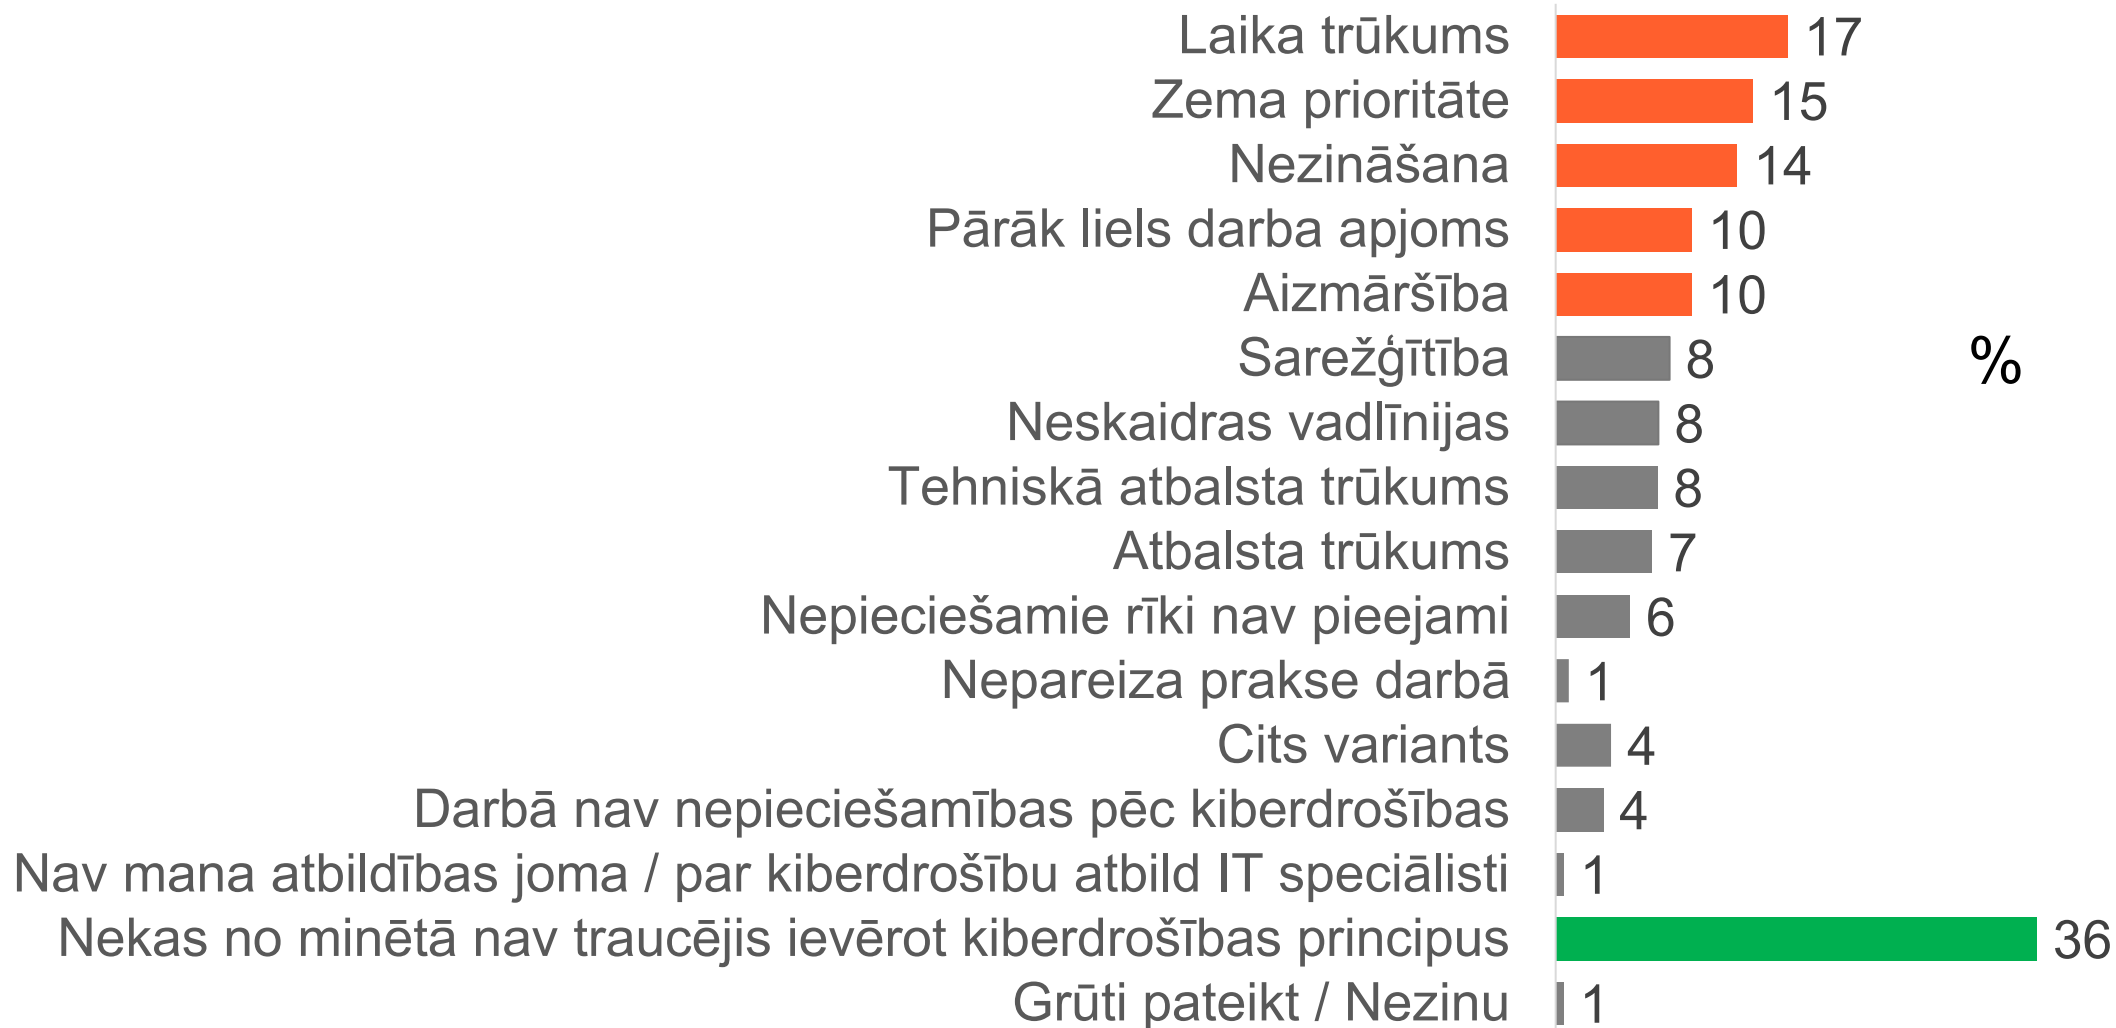 Laika trūkums 17
Zema prioritāte 15
Nezināšana 14
Pārāk liels darba apjoms 10
Aizmāršība 10
Sarežģītība 8 %
Neskaidras vadlīnijas 8
Tehniskā atbalsta trūkums 8
Atbalsta trūkums 7
Nepieciešamie rīki nav pieejami 6
Nepareiza prakse darbā 1
Cits variants 4
Darbā nav nepieciešamības pēc kiberdrošības 4
Nav mana atbildības joma / par kiberdrošību atbild IT speciālisti 1
Nekas no minētā nav traucējis ievērot kiberdrošības principus 36
Grūti pateikt / Nezinu 1